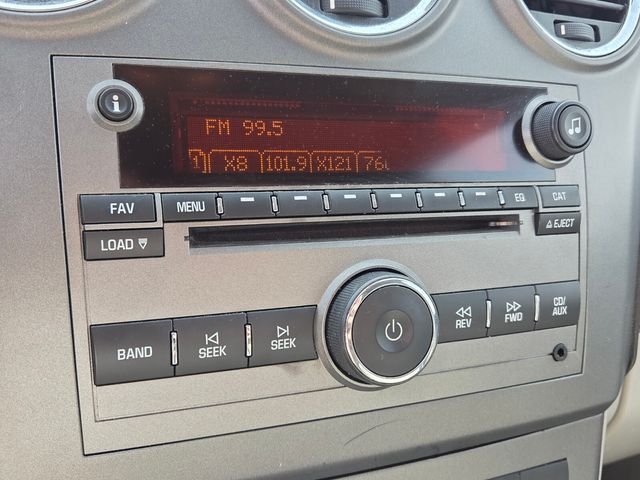 FM 99.5
X8 101.9 X121
FAV MENU EQ CAT
LOAD EJECT
BAND SEEK SEEK REV FWD CD/
AUX